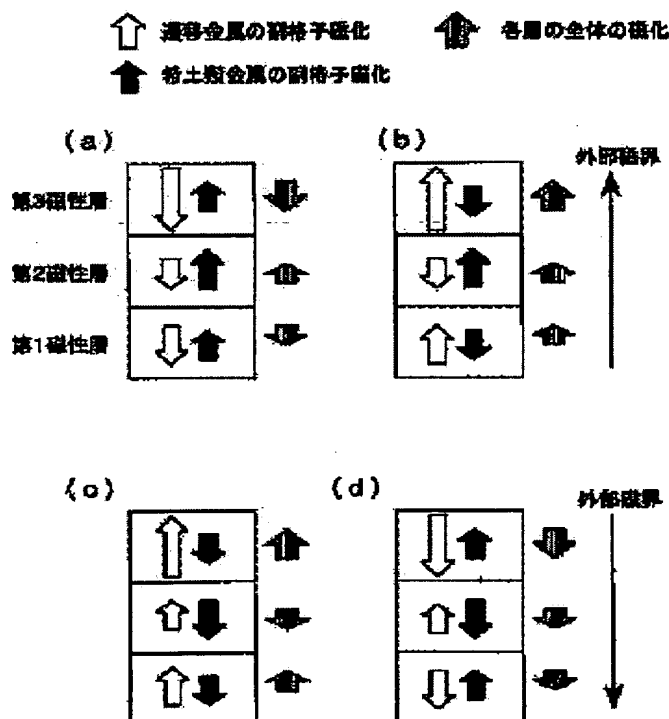 遷移金属の副格子磁化
各層の全体の磁化
希土類金属の副格子磁化
(a)
(b)
外部磁界
第3磁性層
第2磁性層
第1磁性層
(c)
(d)
外部磁界